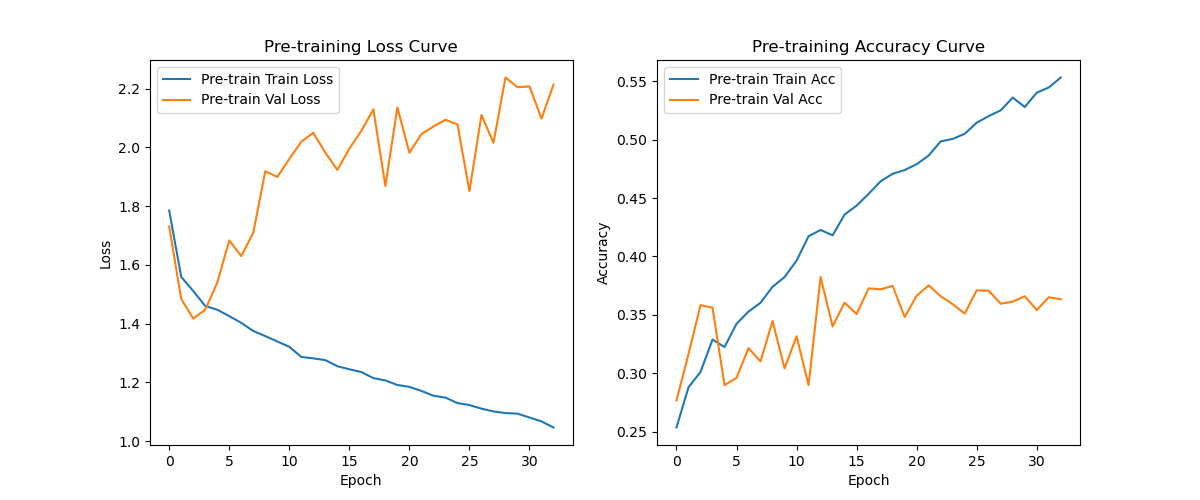 Pre-training Loss Curve
Pre-train Train Loss
Pre-train Val Loss
Loss
2.2
2.0
1.8
1.6
1.4
1.2
1.0
0 5 10 15 20 25 30
Epoch
Pre-training Accuracy Curve
Pre-train Train Acc
Pre-train Val Acc
Accuracy
0.55
0.50
0.45
0.40
0.35
0.30
0.25
0 5 10 15 20 25 30
Epoch